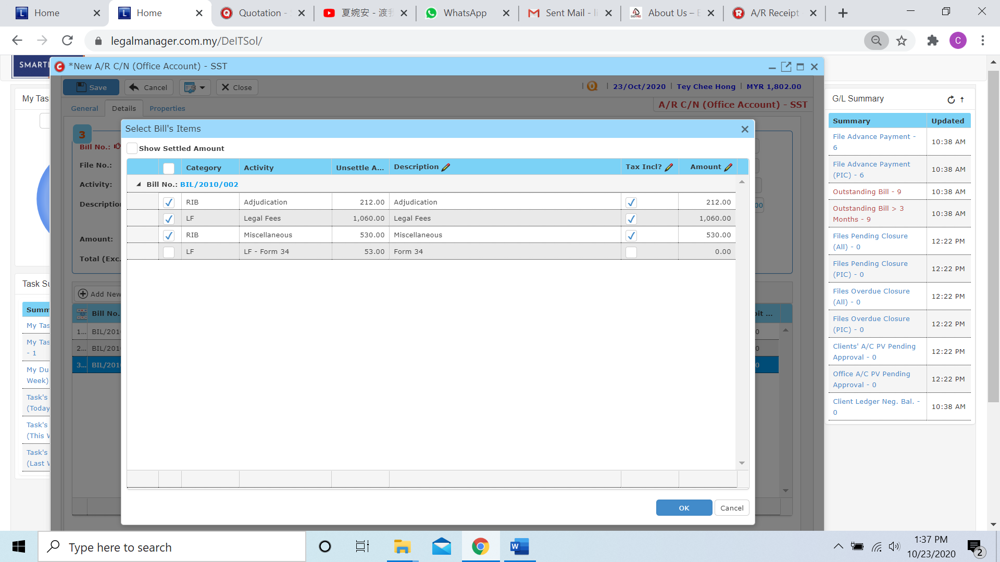 Home
Home
Quotation -
夏婉安 - 渡我
WhatsApp
Sent Mail - li
About Us – E
A/R Receipt
legalmanager.com.my/DeITSol/
SMARTL
*New A/R C/N (Office Account) - SST
Save
Cancel
Close
23/Oct/2020
Tey Chee Hong
MYR 1,802.00
General
Details
Properties
A/R C/N (Office Account) - SST
My Tas
3
Bill No.:
File No.:
Activity:
Descriptio
Amount:
Total (Exc.
00
Select Bill's Items
Show Settled Amount
Category
Activity
Unsettle A...
Description
Tax Incl?
Amount
Bill No.: BIL/2010/002
RIB Adjudication 212.00 Adjudication 212.00
LF Legal Fees 1,060.00 Legal Fees 1,060.00
RIB Miscellaneous 530.00 Miscellaneous 530.00
LF LF - Form 34 53.00 Form 34 0.00
OK
Cancel
Task Su
Summ
My Tas
My Tas
- 1
My Du
Week)
Task's
(Today
Task's
(This W
Task's
(Last W
Add New
Bill No.
bit ...
1... BIL/201 0
2... BIL/201 0
3... BIL/201 0
G/L Summary
Summary Updated
File Advance Payment -
6
10:38 AM
File Advance Payment
(PIC) - 6
10:38 AM
Outstanding Bill - 9 10:38 AM
Outstanding Bill > 3
Months - 9
10:38 AM
Files Pending Closure
(All) - 0
12:22 PM
Files Pending Closure
(PIC) - 0
12:22 PM
Files Overdue Closure
(All) - 0
12:22 PM
Files Overdue Closure
(PIC) - 0
12:22 PM
Clients' A/C PV Pending
Approval - 0
12:22 PM
Office A/C PV Pending
Approval - 0
12:22 PM
Client Ledger Neg. Bal. -
0
10:38 AM
Type here to search
1:37 PM
10/23/2020
2